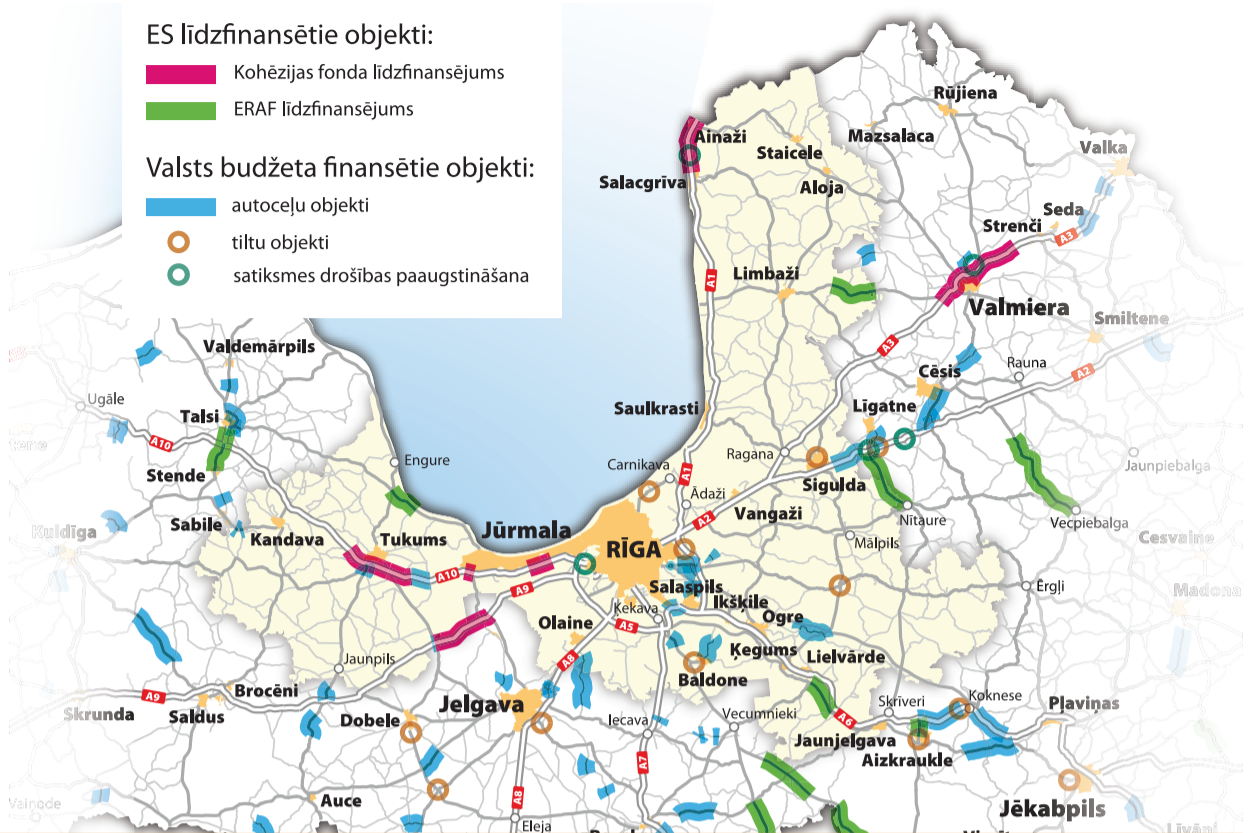 ES līdzfinansētie objekti:
Kohēzijas fonda līdzfinansējums
ERAF līdzfinansējums
Valsts budžeta finansētie objekti:
autoceļu objekti
tiltu objekti
satiksmes drošības paaugstināšana
Rūjiena
Ainaži
Mazsalaca
Staicele
Valka
Salacgrīva
Aloja
Seda
Strenči
A3
A1
Limbaži
Valmiera
Smiltene
A3
Valdemārpils
Rauna
Cēsis
A2
Ugāle
Talsi
Saulkrasti
Līgatne
A10
Engure
Ragana
Carnikava
Jaunpiebalga
Stende
A1
Sigulda
Ādaži
Nītaure
Vecpiebalga
Sabile
Vangaži
A2
Kuldīga
Kandava
Tukums
Jūrmala
RĪGA
Mālpils
Cesvaine
A10
Salaspils
Ērgļi
A9
Ikšķile
Madona
Ķekava
Ogre
Olaine
A5
Ķegums
Jaunpils
A8
Lielvārde
Baldone
Brocēni
A9
Skrunda
Saldus
Jelgava
Skrīveri
Koknese
Pļaviņas
Dobele
Iecava
Vecumnieki
A6
Jaunjelgava
Aizkraukle
A7
Vaiņode
Auce
A8
Jēkabpils
Eleja
Līvāni